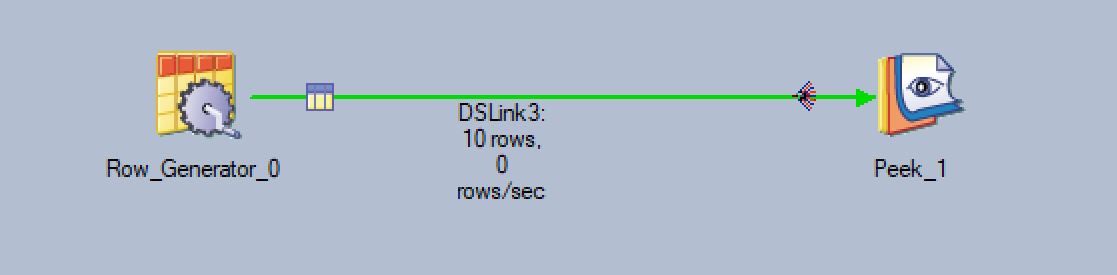 DSLink3:
10 rows,
0
rows/sec
Row_Generator_0
Peek_1